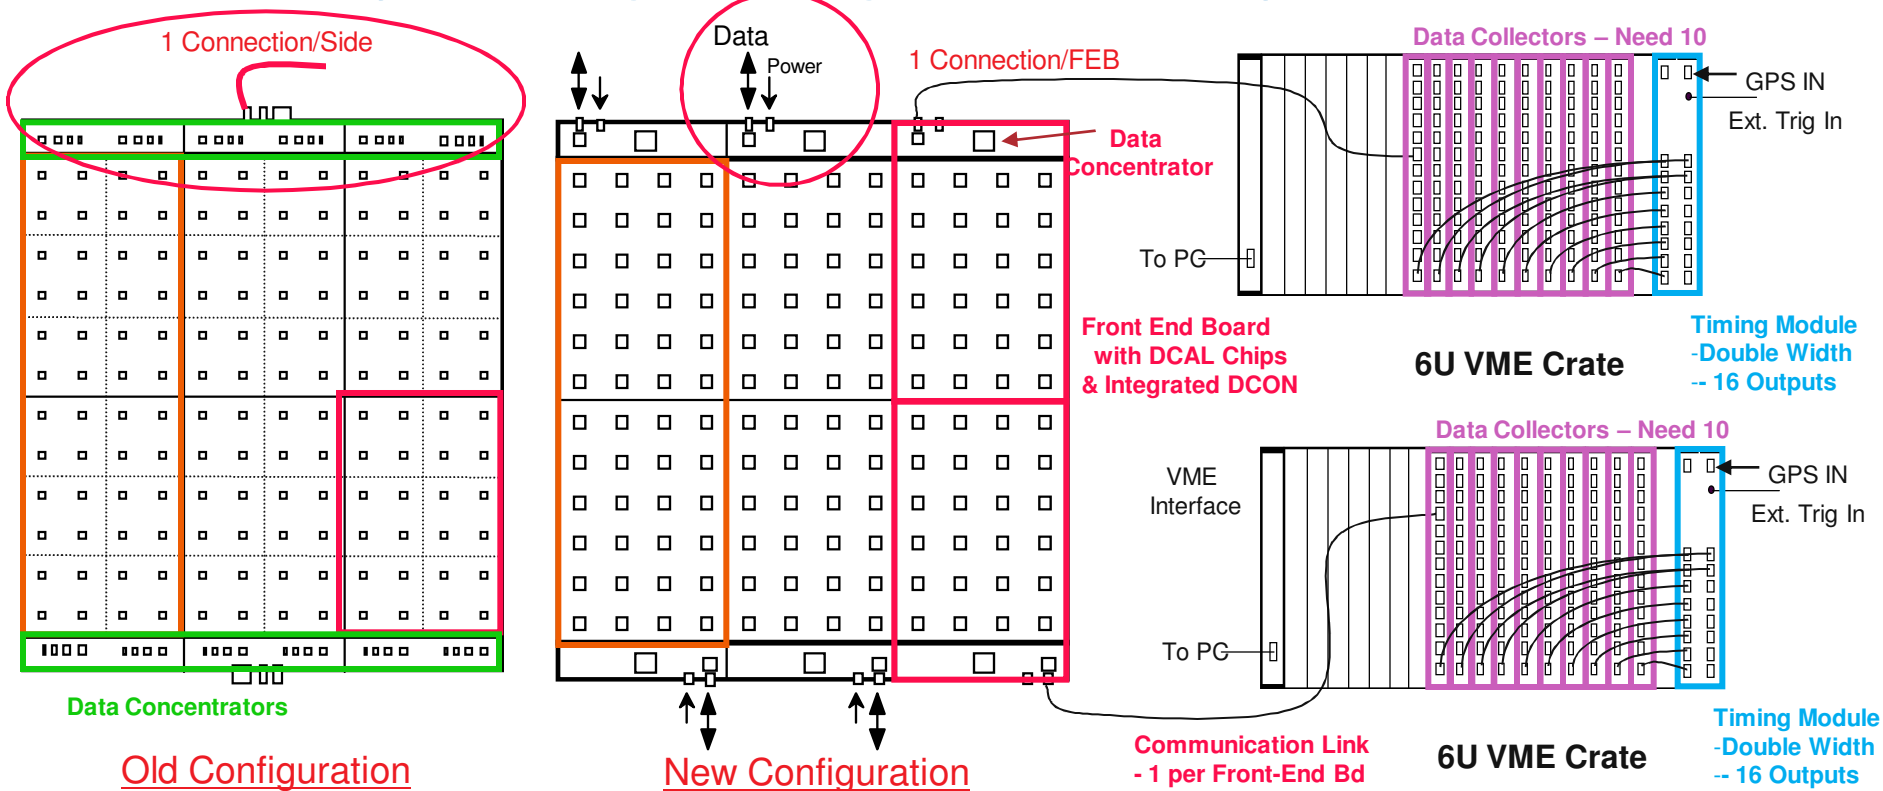 1 Connection/Side
Data Concentrators
Old Configuration
Data
Power
1 Connection/FEB
Data
Concentrator
Front End Board
with DCAL Chips
& Integrated DCON
New Configuration
Communication Link
- 1 per Front-End Bd
Data Collectors – Need 10
GPS IN
Ext. Trig In
To PC
6U VME Crate
Timing Module
-Double Width
-- 16 Outputs
Data Collectors – Need 10
VME
Interface
GPS IN
Ext. Trig In
To PC
6U VME Crate
Timing Module
-Double Width
-- 16 Outputs